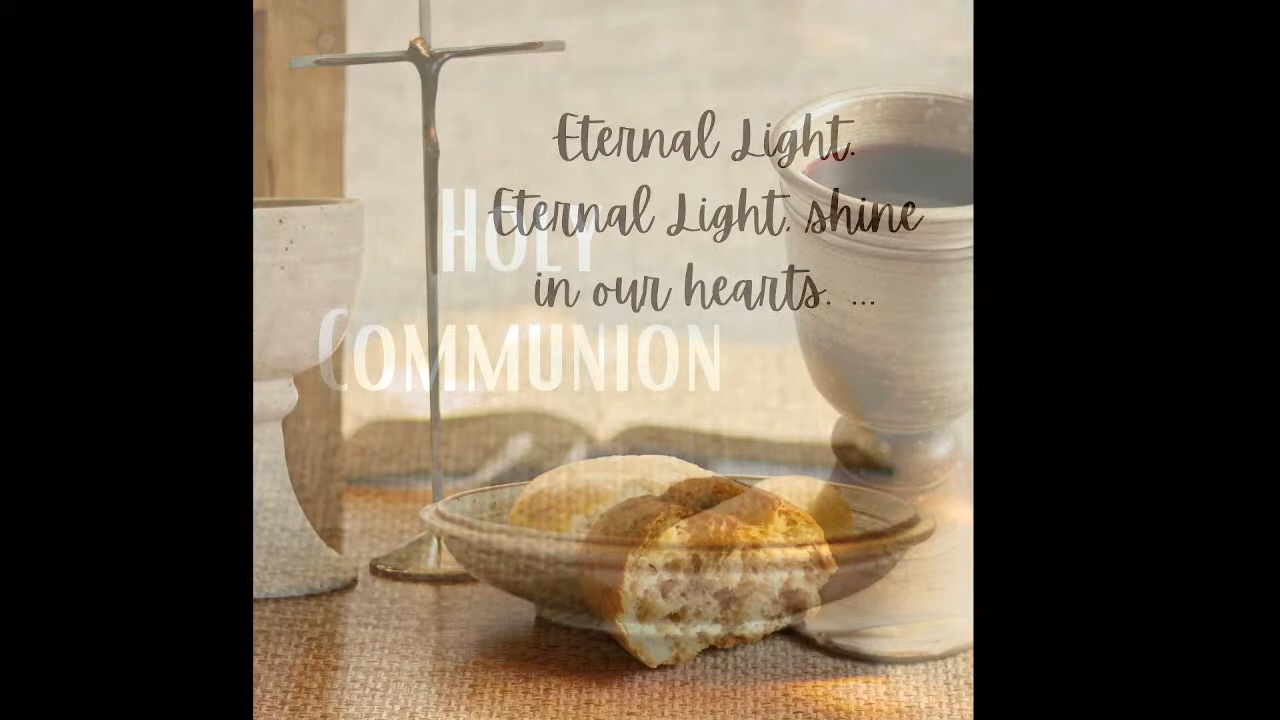 Eternal Light,
Eternal Light, shine
in our hearts. ...
Holy
Communion